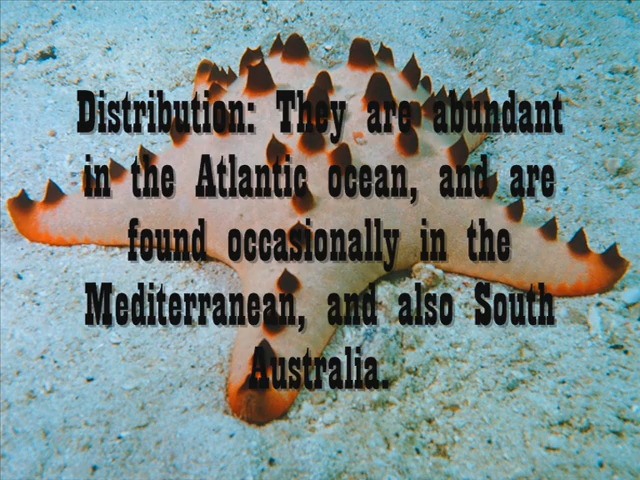 Distribution: They are abundant
in the Atlantic ocean, and are
found occasionally in the
Mediterranean, and also South
Australia.